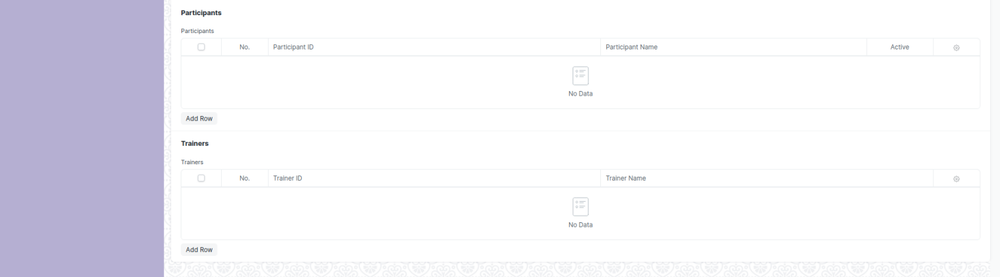 Participants
Participants
No. Participant ID Participant Name Active
No Data
Add Row
Trainers
Trainers
No. Trainer ID Trainer Name
No Data
Add Row